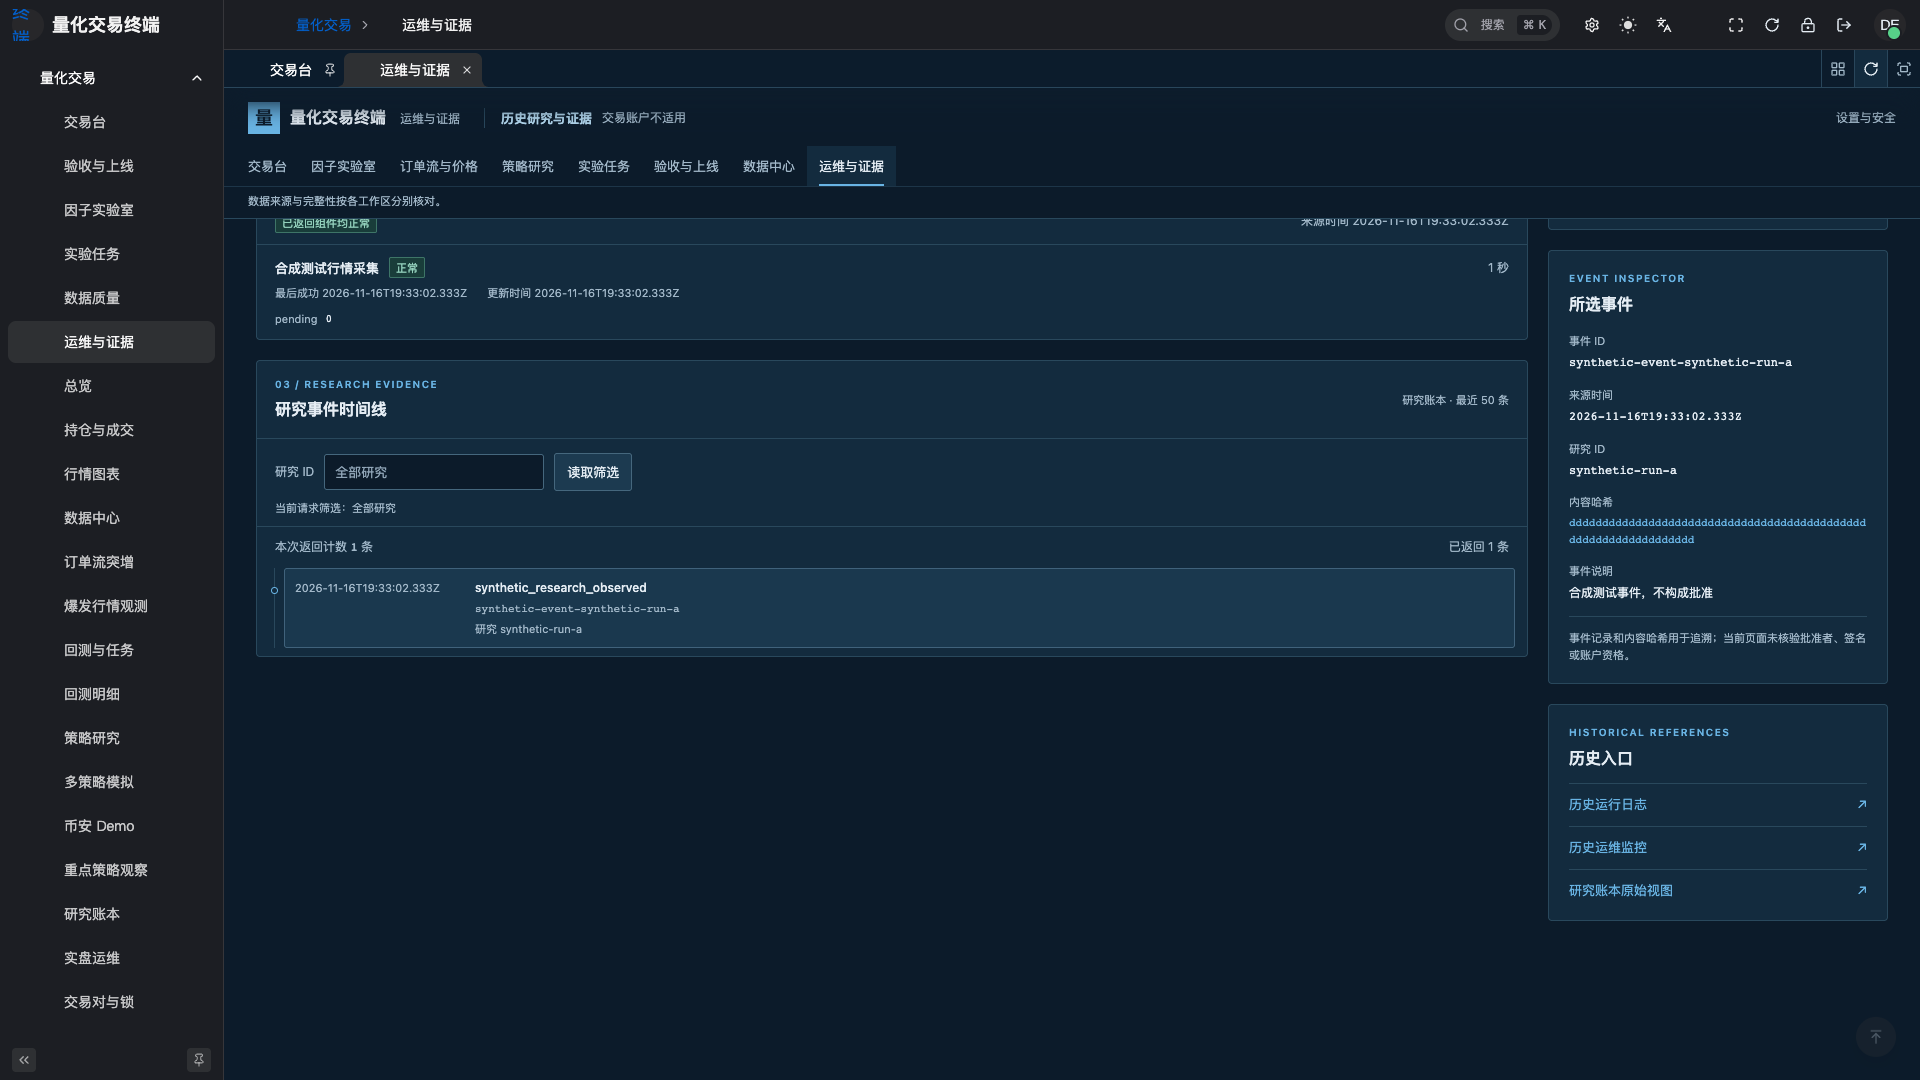 终端
量化交易终端
量化交易
交易台
验收与上线
因子实验室
实验任务
数据质量
运维与证据
总览
持仓与成交
行情图表
数据中心
订单流突增
爆发行情观测
回测与任务
回测明细
策略研究
多策略模拟
币安 Demo
重点策略观察
研究账本
实盘运维
交易对与锁
量化交易 > 运维与证据
搜索 ⌘ K
DE
交易台 运维与证据 ×
量 量化交易终端 运维与证据 历史研究与证据 交易账户不适用 设置与安全
交易台 因子实验室 订单流与价格 策略研究 实验任务 验收与上线 数据中心 运维与证据
数据来源与完整性按各工作区分别核对。
已返回组件均正常 来源时间 2026-11-16T19:33:02.333Z
合成测试行情采集 正常 1 秒
最后成功 2026-11-16T19:33:02.333Z 更新时间 2026-11-16T19:33:02.333Z
pending 0
03 / RESEARCH EVIDENCE
研究事件时间线
研究账本 · 最近 50 条
研究 ID 全部研究 读取筛选
当前请求筛选：全部研究
本次返回计数 1 条 已返回 1 条
2026-11-16T19:33:02.333Z synthetic_research_observed
synthetic-event-synthetic-run-a
研究 synthetic-run-a
EVENT INSPECTOR
所选事件
事件 ID
synthetic-event-synthetic-run-a
来源时间
2026-11-16T19:33:02.333Z
研究 ID
synthetic-run-a
内容哈希
ddddddddddddddddddddddddddddddddddddddddddddd
ddddddddddddddddddd
事件说明
合成测试事件，不构成批准
事件记录和内容哈希用于追溯；当前页面未核验批准者、签名
或账户资格。
HISTORICAL REFERENCES
历史入口
历史运行日志
历史运维监控
研究账本原始视图